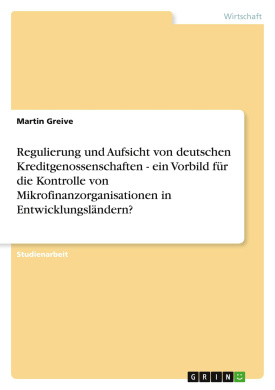 Wirtschaft
Martin Greive
Regulierung und Aufsicht von deutschen
Kreditgenossenschaften - ein Vorbild für
die Kontrolle von
Mikrofinanzorganisationen in
Entwicklungsländern?
Studienarbeit
GRIN